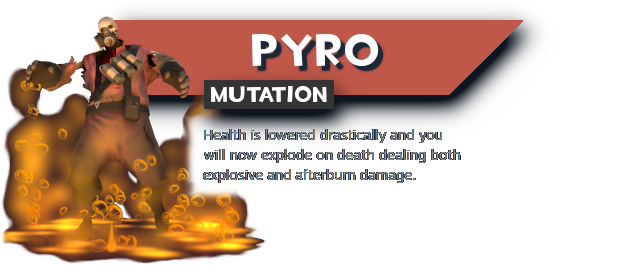 PYRO
MUTATION
Health is lowered drastically and you
will now explode on death dealing both
explosive and afterburn damage.